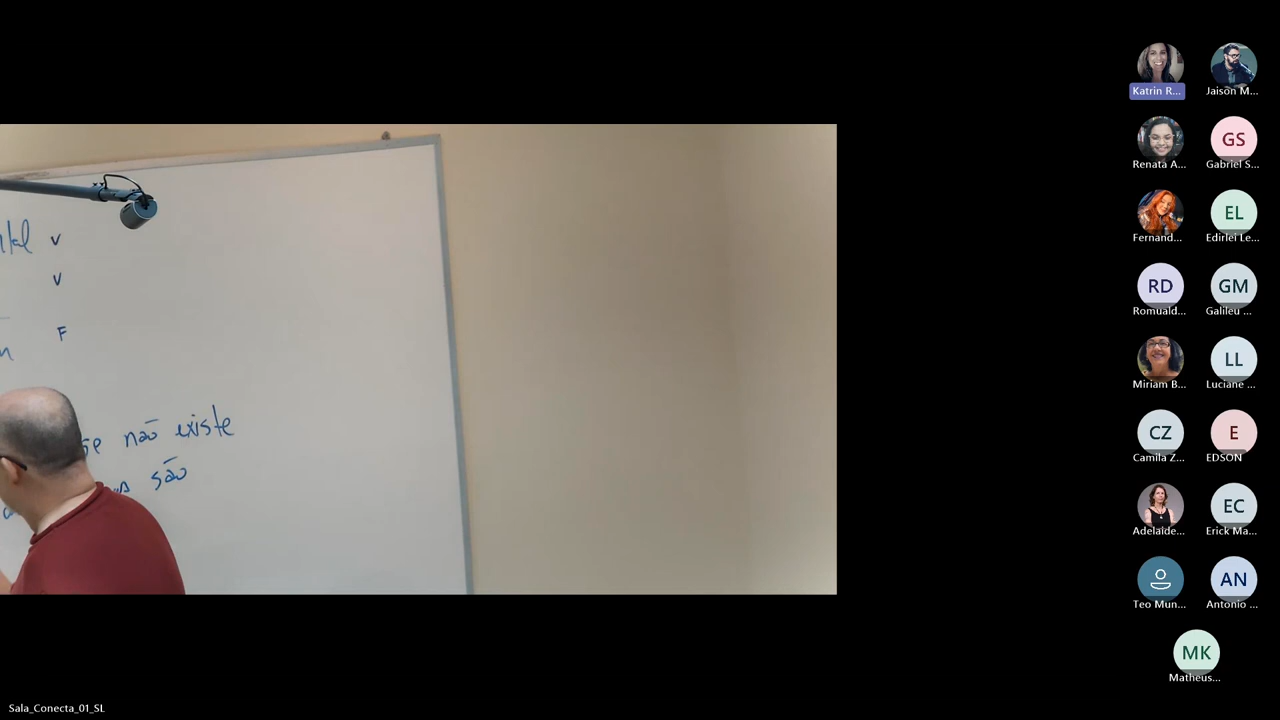 V
V
F
se não existe
são
Katrin R...
Jaison M...
Renata A...
GS
Gabriel S...
Fernand...
EL
Edirlei Le...
RD
Romuald...
GM
Galileu ...
Miriam B...
LL
Luciane ...
CZ
Camila Z...
E
EDSON
Adelaide...
EC
Erick Ma...
Teo Mun...
AN
Antonio ...
MK
Matheus...
Sala_Conecta_01_SL